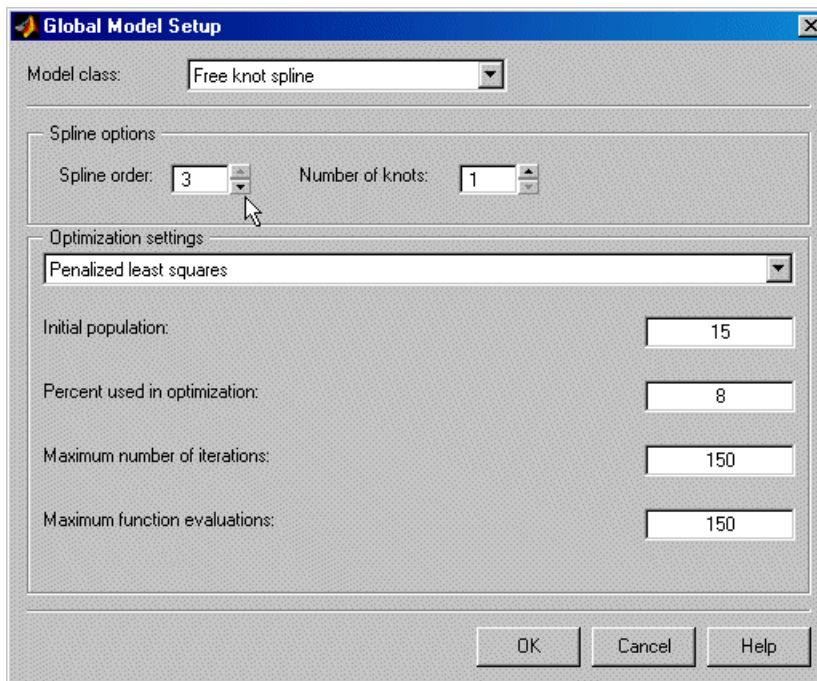 Global Model Setup
Model class: Free knot spline
Spline options
Spline order: 3 Number of knots: 1
Optimization settings
Penalized least squares
Initial population: 15
Percent used in optimization: 8
Maximum number of iterations: 150
Maximum function evaluations: 150
OK Cancel Help